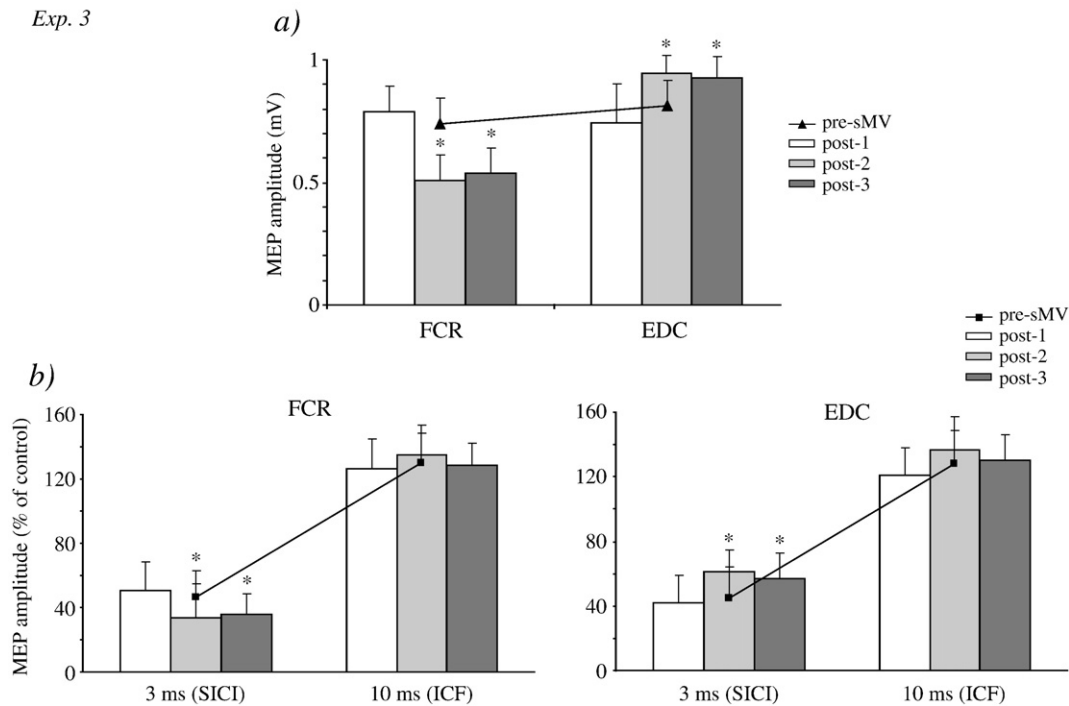 Exp. 3
a)
MEP amplitude (mV)
1
0.5
0
* *
* *
FCR EDC
pre-sMV
post-1
post-2
post-3
pre-sMV
post-1
post-2
post-3
b)
MEP amplitude (% of control)
FCR
160
120
80
40
0
* *
3 ms (SICI) 10 ms (ICF)
EDC
160
120
80
40
0
* *
3 ms (SICI) 10 ms (ICF)